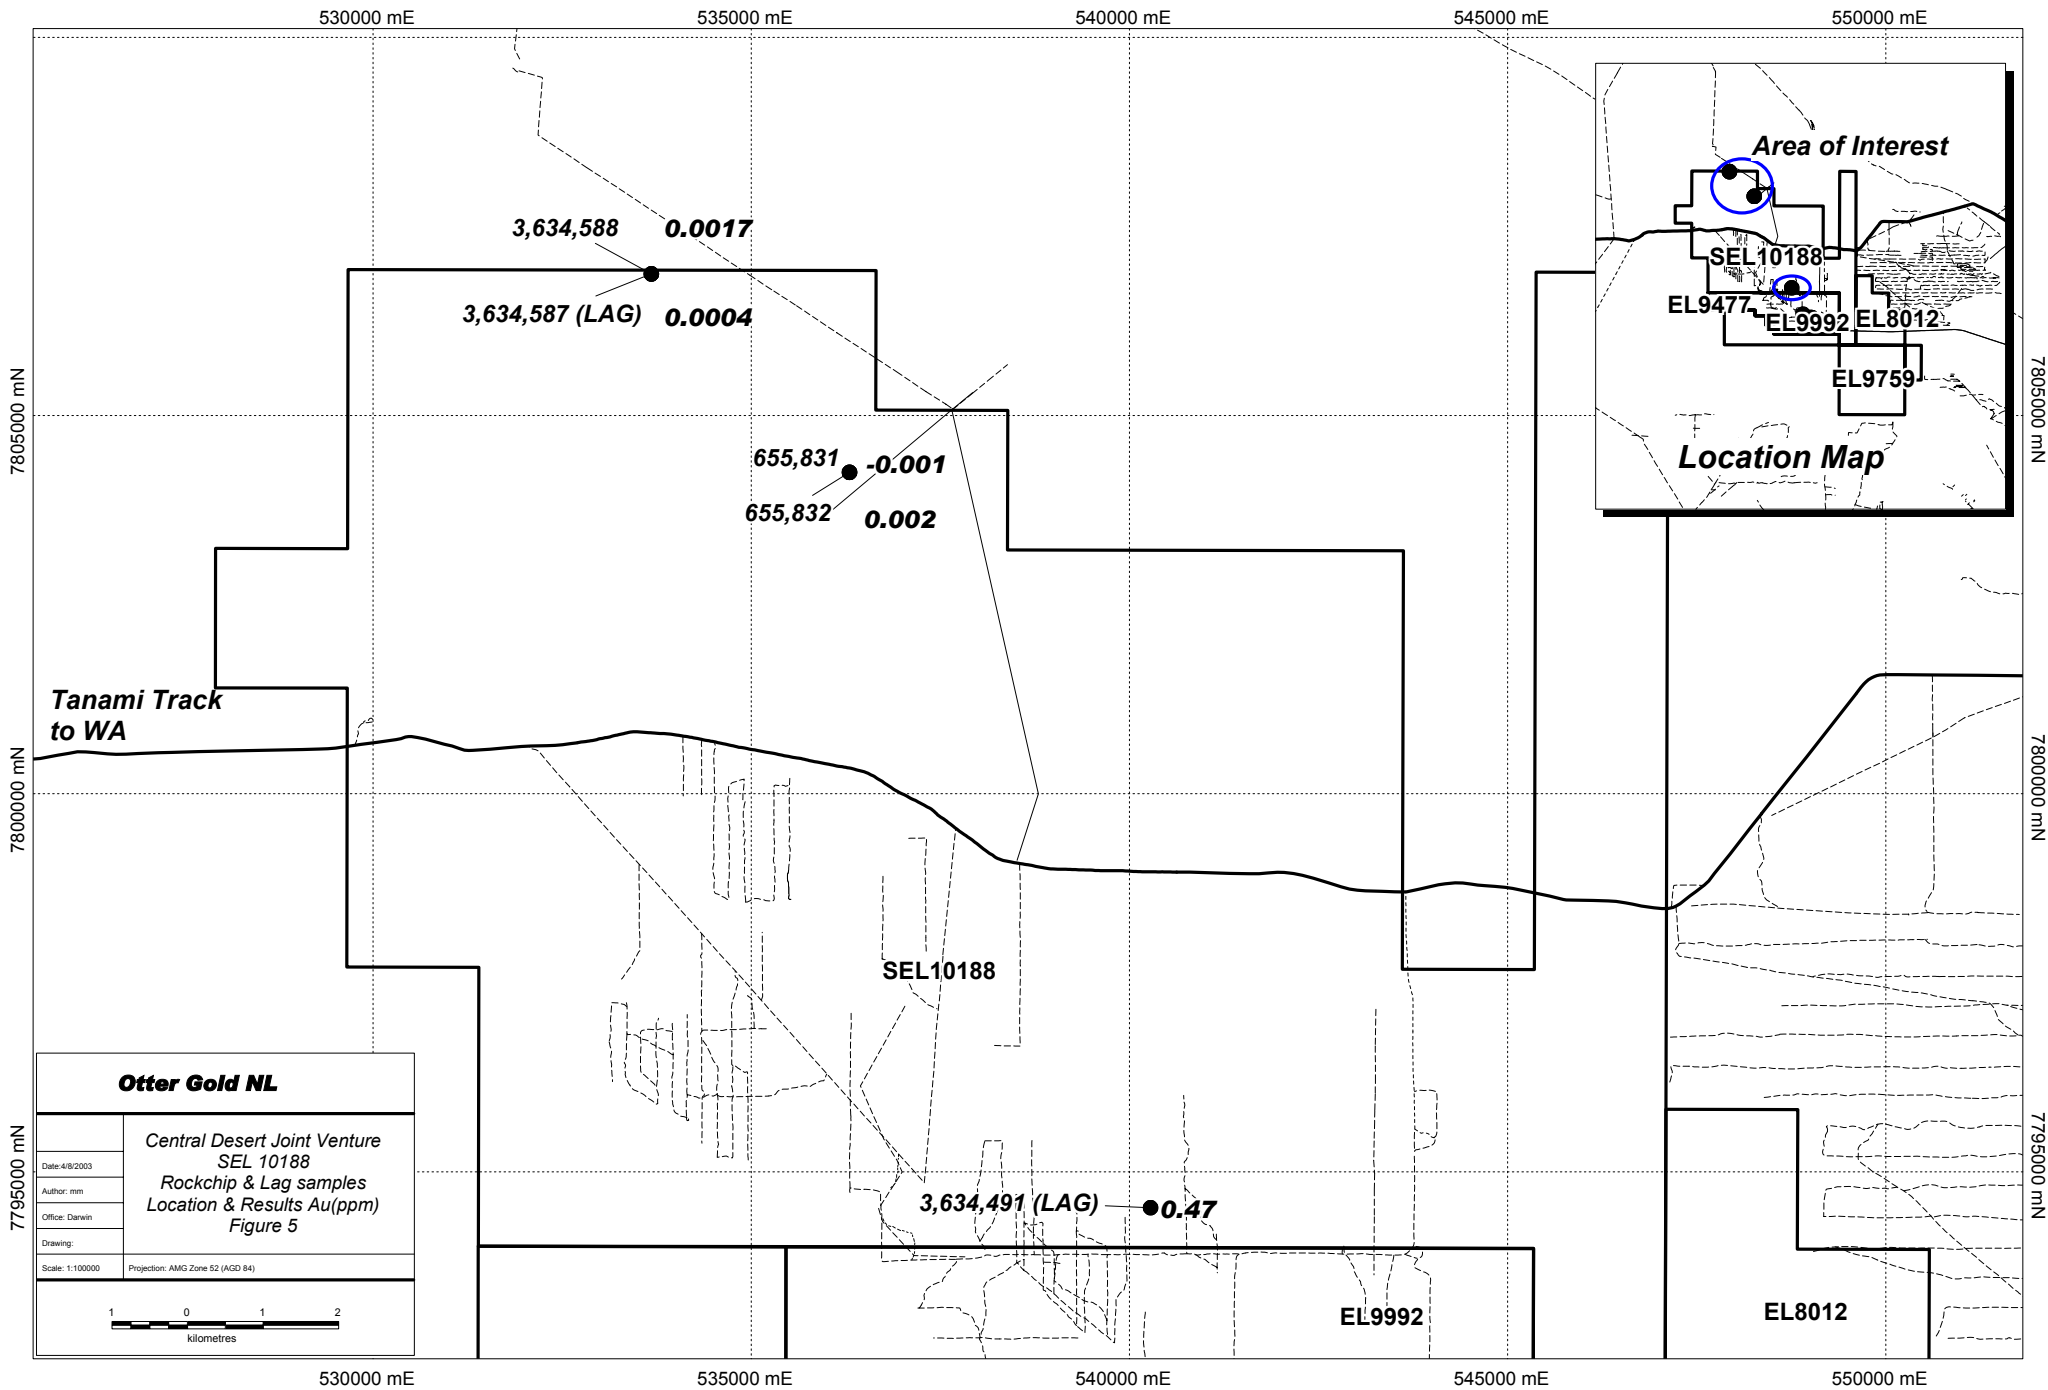 530000 mE
535000 mE
540000 mE
545000 mE
550000 mE
Area of Interest
SEL10188
EL9477
EL9992
EL8012
EL9759
Location Map
3,634,588
0.0017
3,634,587 (LAG)
0.0004
7805000 mN
7805000 mN
655,831
-0.001
655,832
0.002
Tanami Track
to WA
7800000 mN
7800000 mN
SEL10188
7795000 mN
7795000 mN
3,634,491 (LAG)
0.47
EL9992
EL8012
Otter Gold NL
Central Desert Joint Venture
SEL 10188
Rockchip & Lag samples
Location & Results Au(ppm)
Figure 5
Date:4/8/2003
Author: mm
Office: Darwin
Drawing:
Scale: 1:100000
Projection: AMG Zone 52 (AGD 84)
1 0 1 2
kilometres
530000 mE
535000 mE
540000 mE
545000 mE
550000 mE